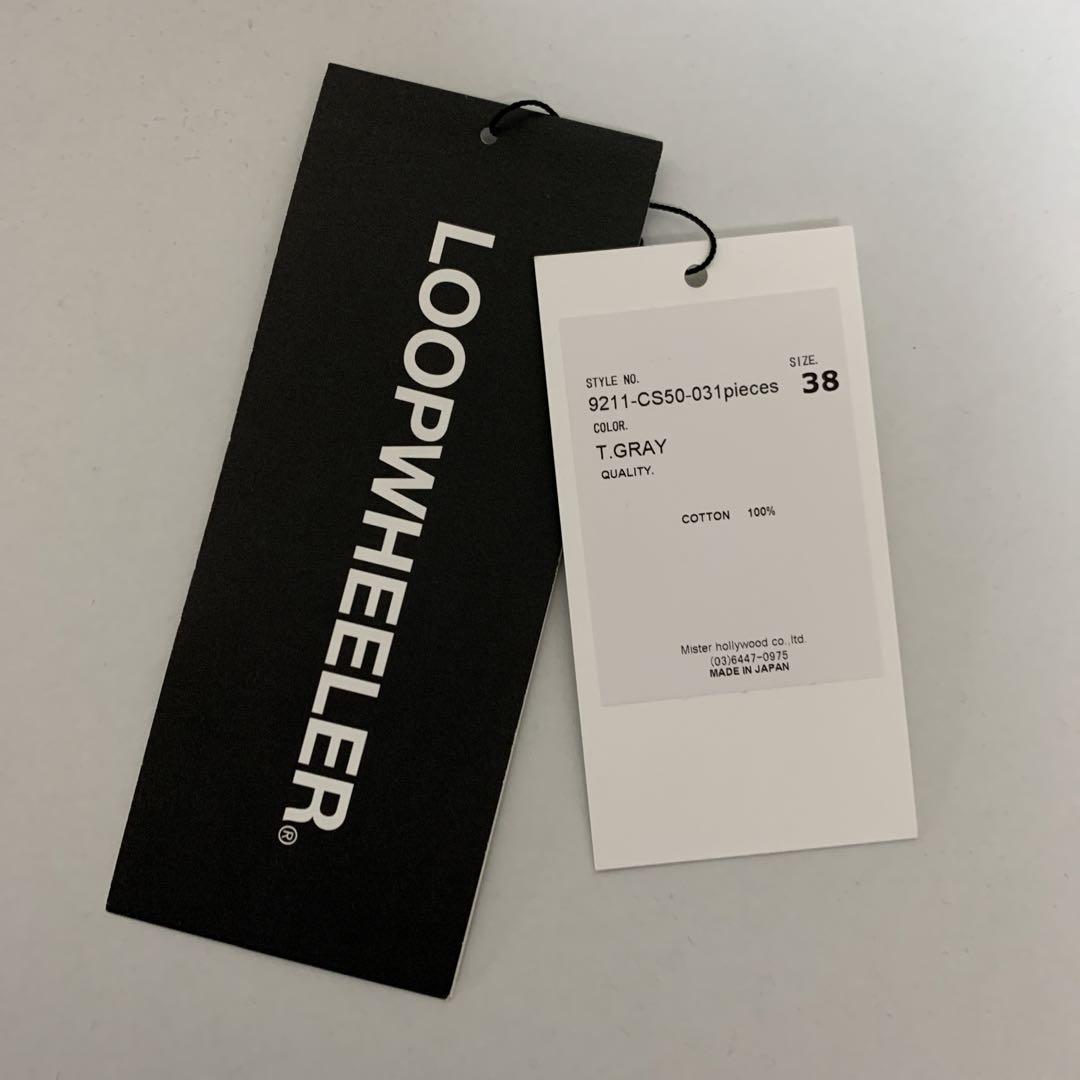 LOOPWHEELER®
STYLE NO.
SIZE.
9211-CS50-031pieces
38
COLOR.
T.GRAY
QUALITY.
COTTON 100%
Mister hollywood co.,ltd.
(03)6447-0975
MADE IN JAPAN